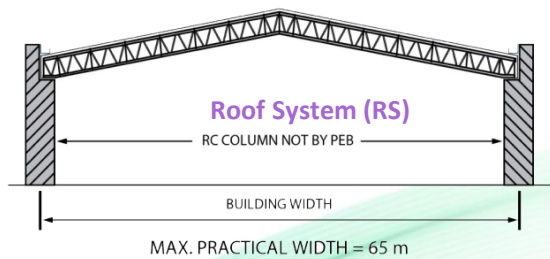 Roof System (RS)
RC COLUMN NOT BY PEB
BUILDING WIDTH
MAX. PRACTICAL WIDTH = 65 m